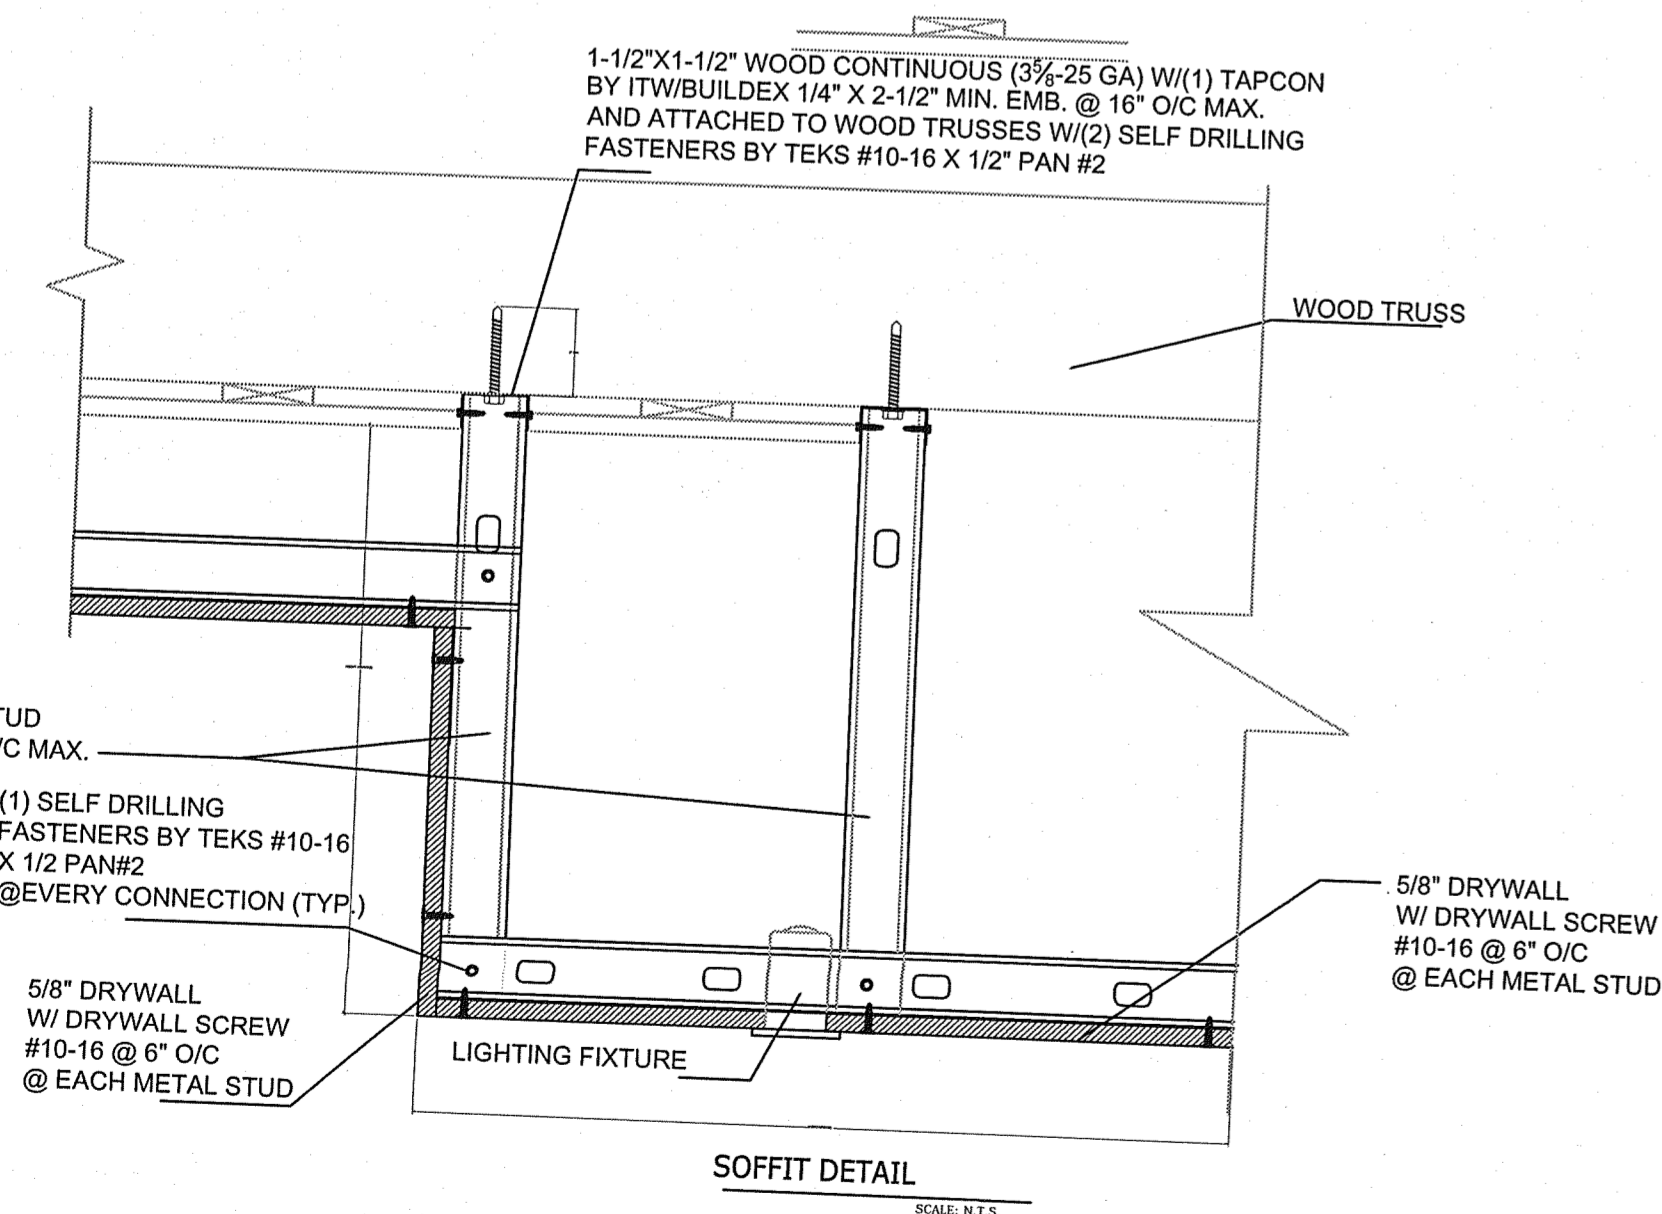 1-1/2"X1-1/2" WOOD CONTINUOUS (3⅝-25 GA) W/(1) TAPCON
BY ITW/BUILDEX 1/4" X 2-1/2" MIN. EMB. @ 16" O/C MAX.
AND ATTACHED TO WOOD TRUSSES W/(2) SELF DRILLING
FASTENERS BY TEKS #10-16 X 1/2" PAN #2
WOOD TRUSS
TUD
/C MAX.
(1) SELF DRILLING
FASTENERS BY TEKS #10-16
X 1/2 PAN#2
@EVERY CONNECTION (TYP.)
5/8" DRYWALL
W/ DRYWALL SCREW
#10-16 @ 6" O/C
@ EACH METAL STUD
5/8" DRYWALL
W/ DRYWALL SCREW
#10-16 @ 6" O/C
@ EACH METAL STUD
LIGHTING FIXTURE
SOFFIT DETAIL
SCALE: N.T.S